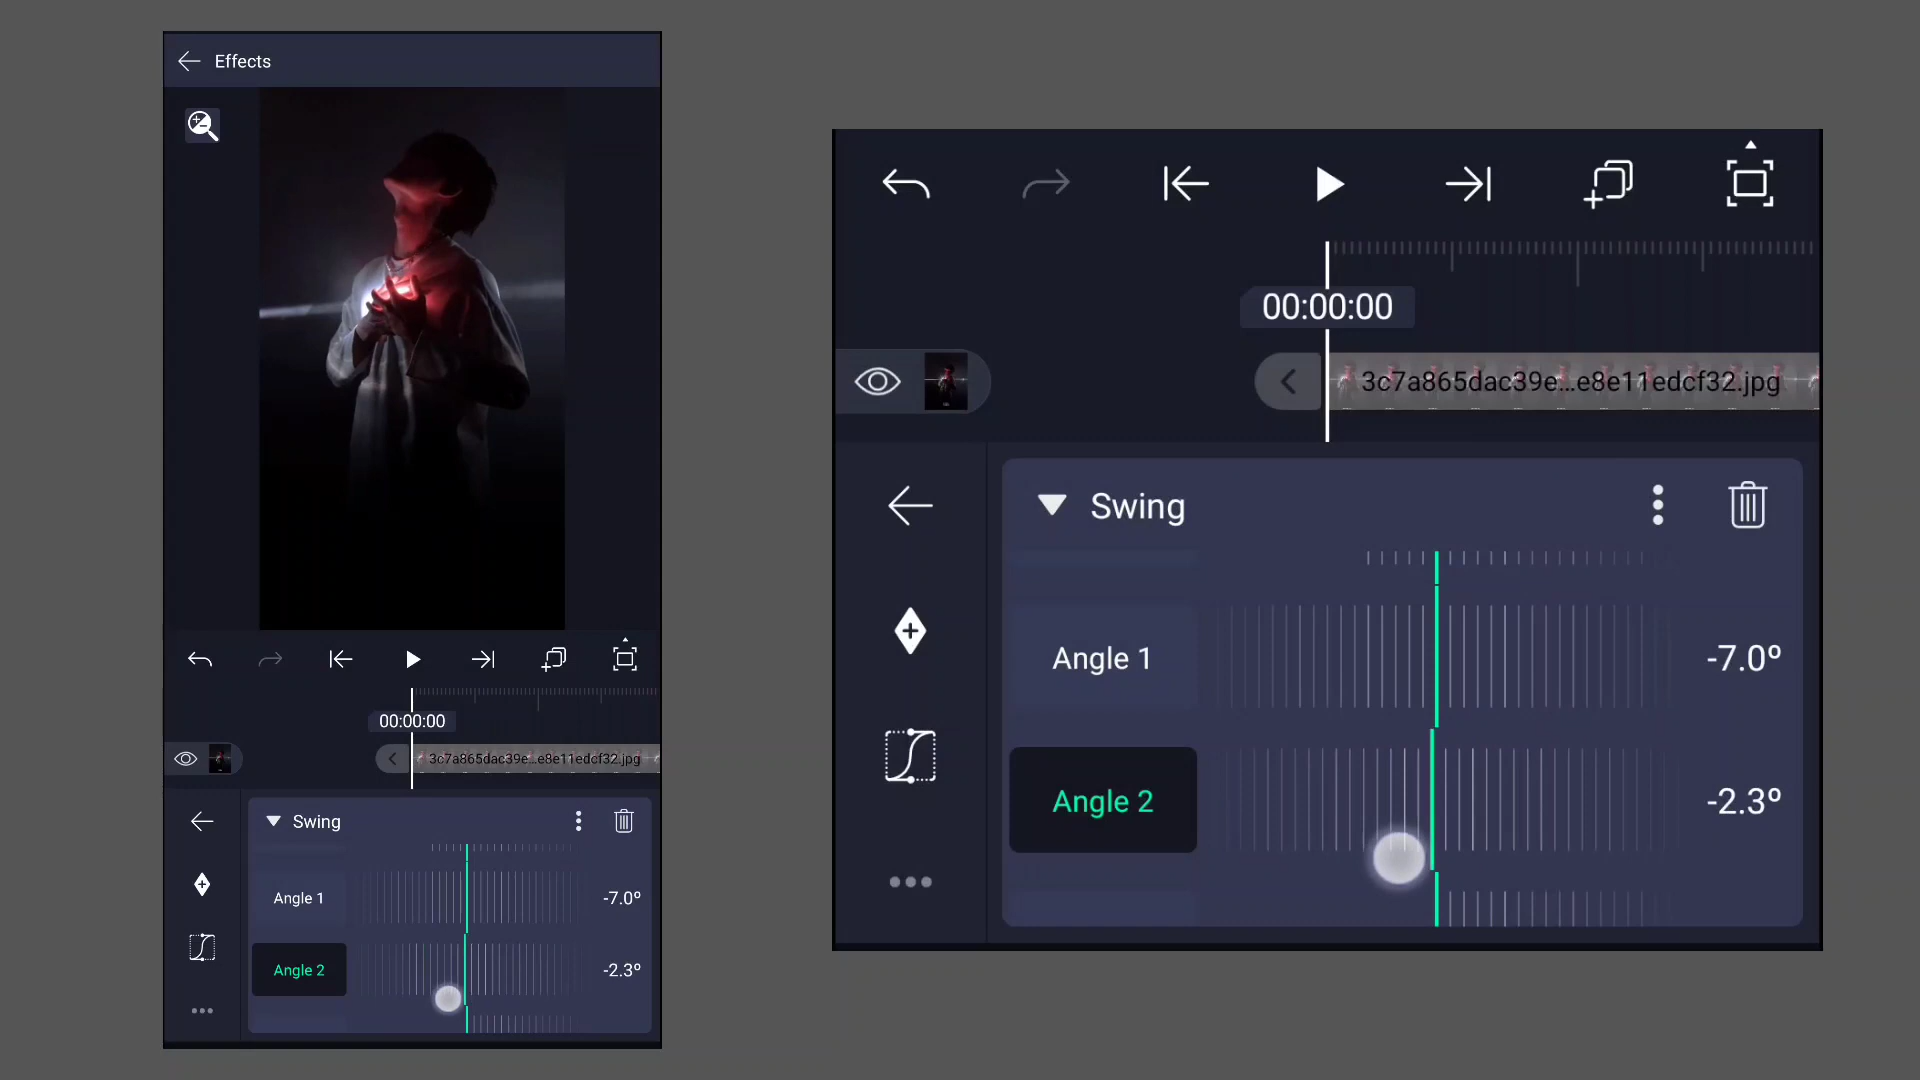 Effects
00:00:00
3c7a865dac39e...e8e11edcf32.jpg
Swing
Angle 1
-7.0º
Angle 2
-2.3º
00:00:00
3c7a865dac39e...e8e11edcf32.jpg
Swing
Angle 1
-7.0º
Angle 2
-2.3º